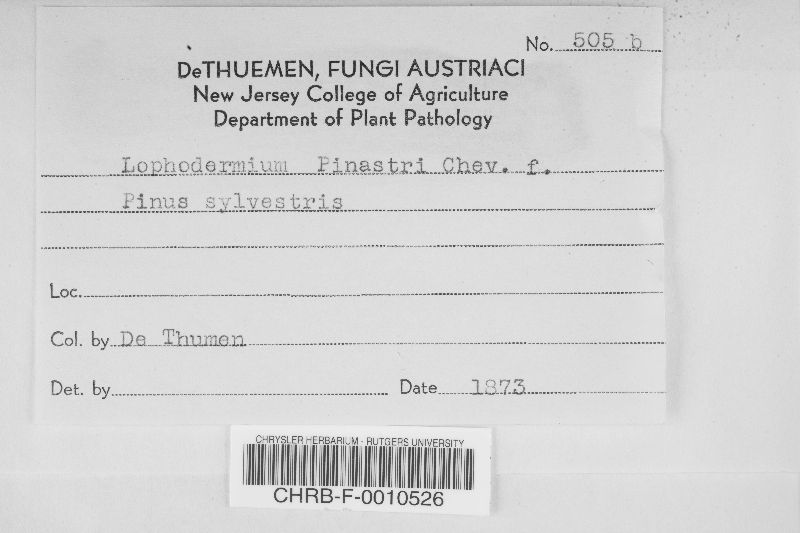 No. 505 b
DeTHUEMEN, FUNGI AUSTRIACI
New Jersey College of Agriculture
Department of Plant Pathology
Lophodermium Pinastri Chev. f.
Pinus sylvestris
Loc.
Col. by De Thumen
Det. by Date 1873
CHRYSLER HERBARIUM - RUTGERS UNIVERSITY
CHRB-F-0010526